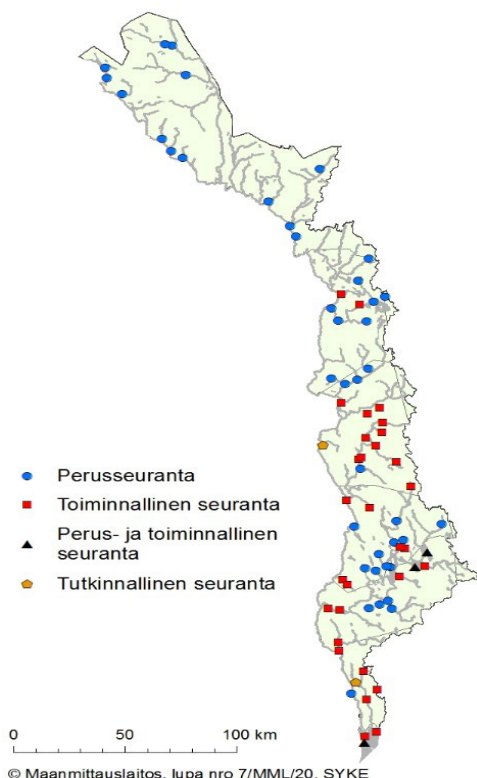 Perusseuranta
Toiminnallinen seuranta
Perus- ja toiminnallinen
seuranta
Tutkinnallinen seuranta
0 50 100 km
© Maanmittauslaitos, lupa nro 7/MML/20, SYKE